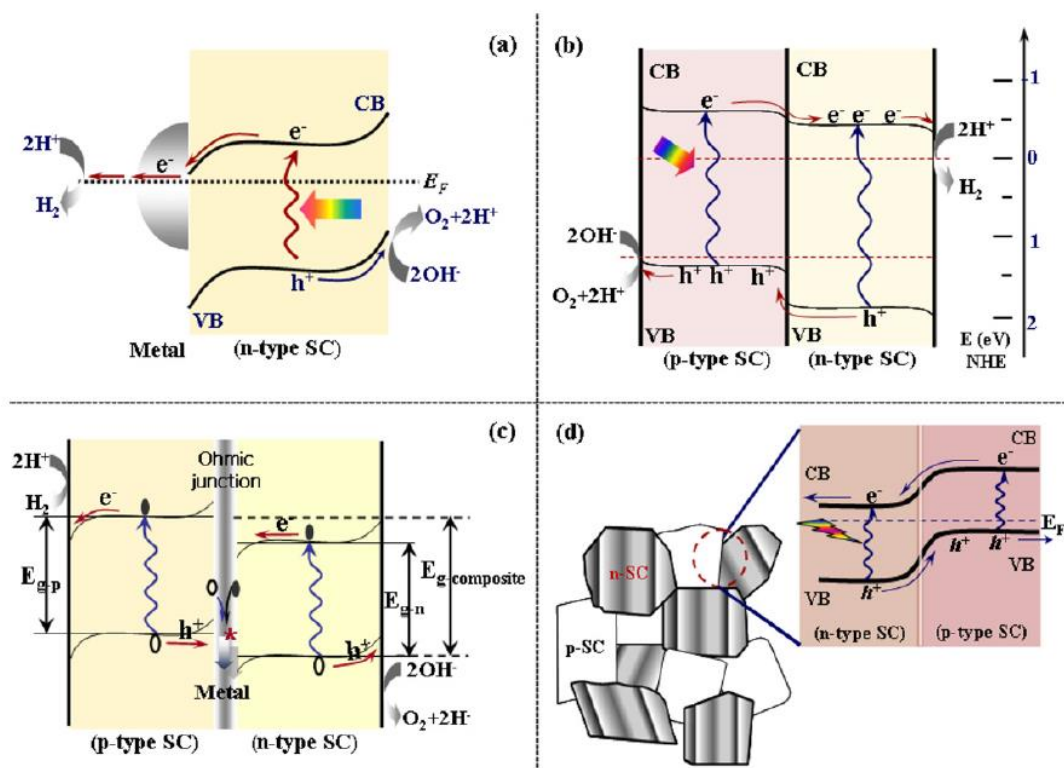 (a)
CB
e-
2H+
e-
EF
H2
O2+2H+
h+
2OH-
VB
Metal
(n-type SC)
(b)
CB
CB
-1
e-
e- e- e-
2H+
0
H2
2OH-
1
h+ h+ h+
O2+2H+
h+
VB
VB
2
(p-type SC)
(n-type SC)
E (eV)
NHE
(c)
2H+
Ohmic
junction
H2
e-
e-
Eg-p
Eg-composite
Eg-n
h+
*
h+
Metal
2OH-
O2+2H-
(p-type SC)
(n-type SC)
(d)
CB
CB
e-
e-
EF
n-SC
h+ h+
VB
VB
h+
p-SC
(n-type SC)
(p-type SC)